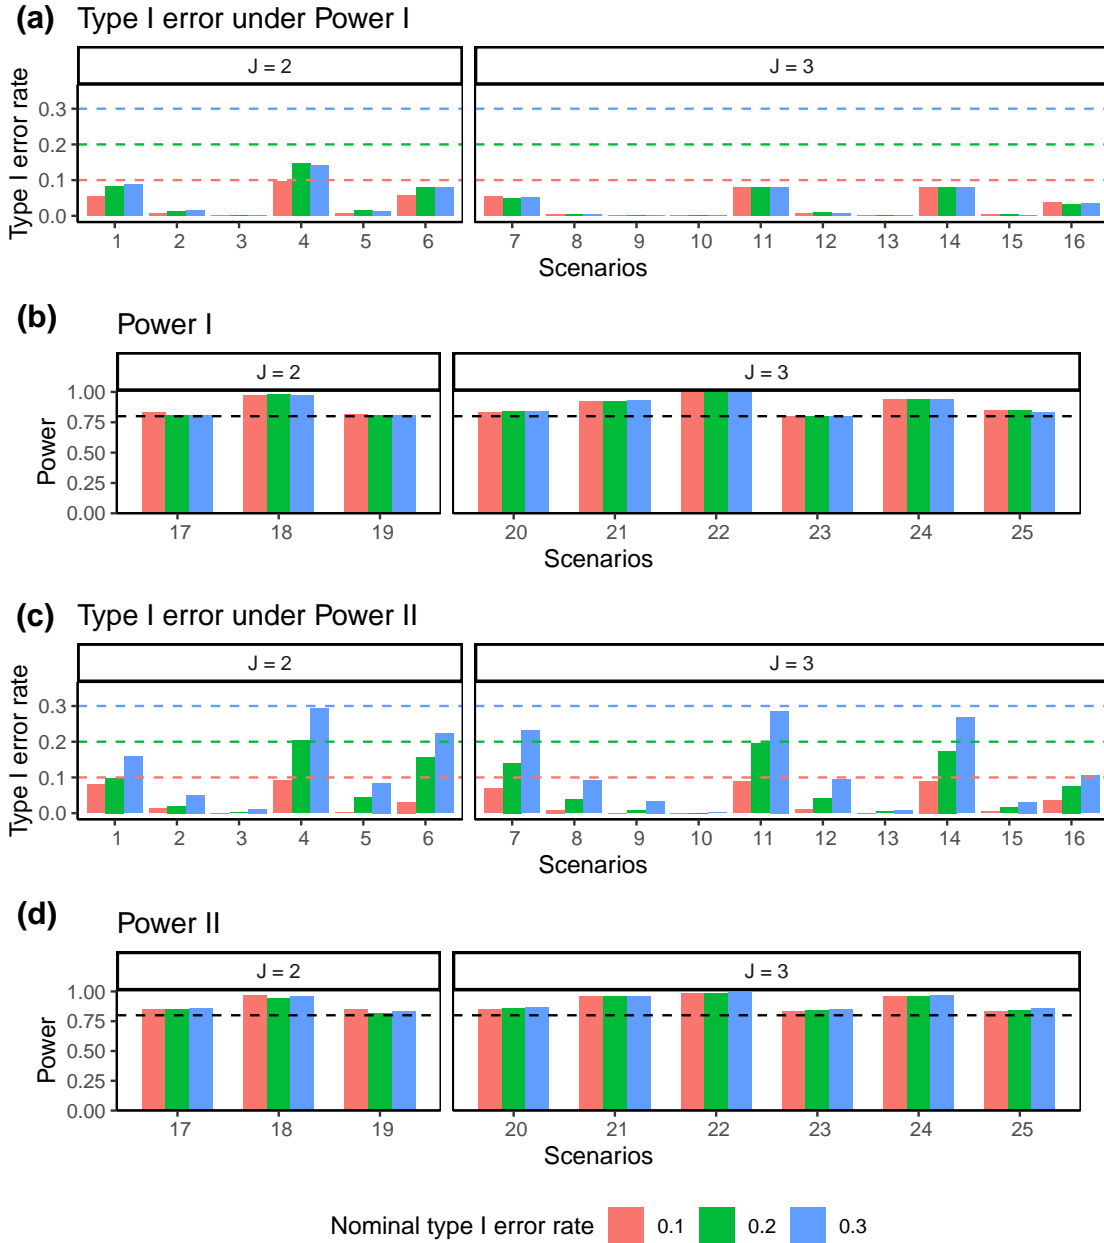 (a) Type I error under Power I
J = 2
J = 3
Type I error rate
0.3
0.2
0.1
0.0
1 2 3 4 5 6 7 8 9 10 11 12 13 14 15 16
Scenarios
(b) Power I
J = 2
J = 3
Power
1.00
0.75
0.50
0.25
0.00
17 18 19 20 21 22 23 24 25
Scenarios
(c) Type I error under Power II
J = 2
J = 3
Type I error rate
0.3
0.2
0.1
0.0
1 2 3 4 5 6 7 8 9 10 11 12 13 14 15 16
Scenarios
(d) Power II
J = 2
J = 3
Power
1.00
0.75
0.50
0.25
0.00
17 18 19 20 21 22 23 24 25
Scenarios
Nominal type I error rate 0.1 0.2 0.3